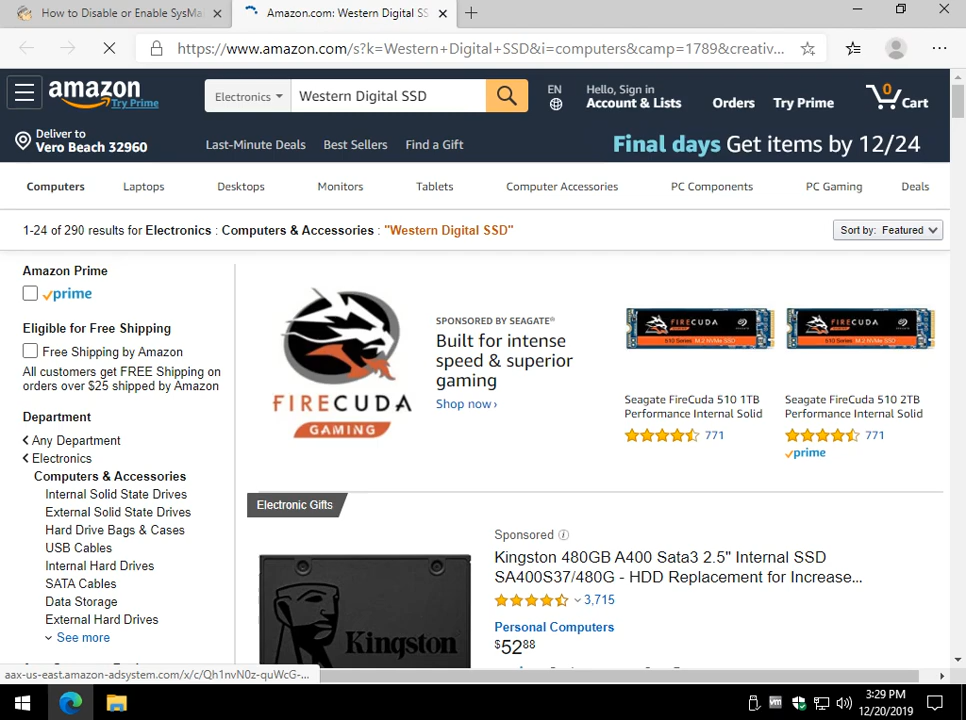 How to Disable or Enable SysMa
Amazon.com: Western Digital SS
https://www.amazon.com/s?k=Western+Digital+SSD&i=computers&camp=1789&creativ...
amazon
Try Prime
Electronics
Western Digital SSD
EN
Hello, Sign in
Account & Lists
Orders
Try Prime
0
Cart
Deliver to
Vero Beach 32960
Last-Minute Deals
Best Sellers
Find a Gift
Final days Get items by 12/24
Computers
Laptops
Desktops
Monitors
Tablets
Computer Accessories
PC Components
PC Gaming
Deals
1-24 of 290 results for Electronics : Computers & Accessories : "Western Digital SSD"
Sort by: Featured
Amazon Prime
prime
Eligible for Free Shipping
Free Shipping by Amazon
All customers get FREE Shipping on
orders over $25 shipped by Amazon
Department
Any Department
Electronics
Computers & Accessories
Internal Solid State Drives
External Solid State Drives
Hard Drive Bags & Cases
USB Cables
Internal Hard Drives
SATA Cables
Data Storage
External Hard Drives
See more
FIRECUDA
GAMING
SPONSORED BY SEAGATE®
Built for intense
speed & superior
gaming
Shop now ›
FIRECUDA
510 Series M.2 NVMe SSD
Seagate FireCuda 510 1TB
Performance Internal Solid
771
FIRECUDA
510 Series M.2 NVMe SSD
Seagate FireCuda 510 2TB
Performance Internal Solid
771
prime
Electronic Gifts
Kingston
Sponsored
Kingston 480GB A400 Sata3 2.5" Internal SSD
SA400S37/480G - HDD Replacement for Increase...
3,715
Personal Computers
$52 88
aax-us-east.amazon-adsystem.com/x/c/Qh1nvN0z-quWcG-...
vm
3:29 PM
12/20/2019